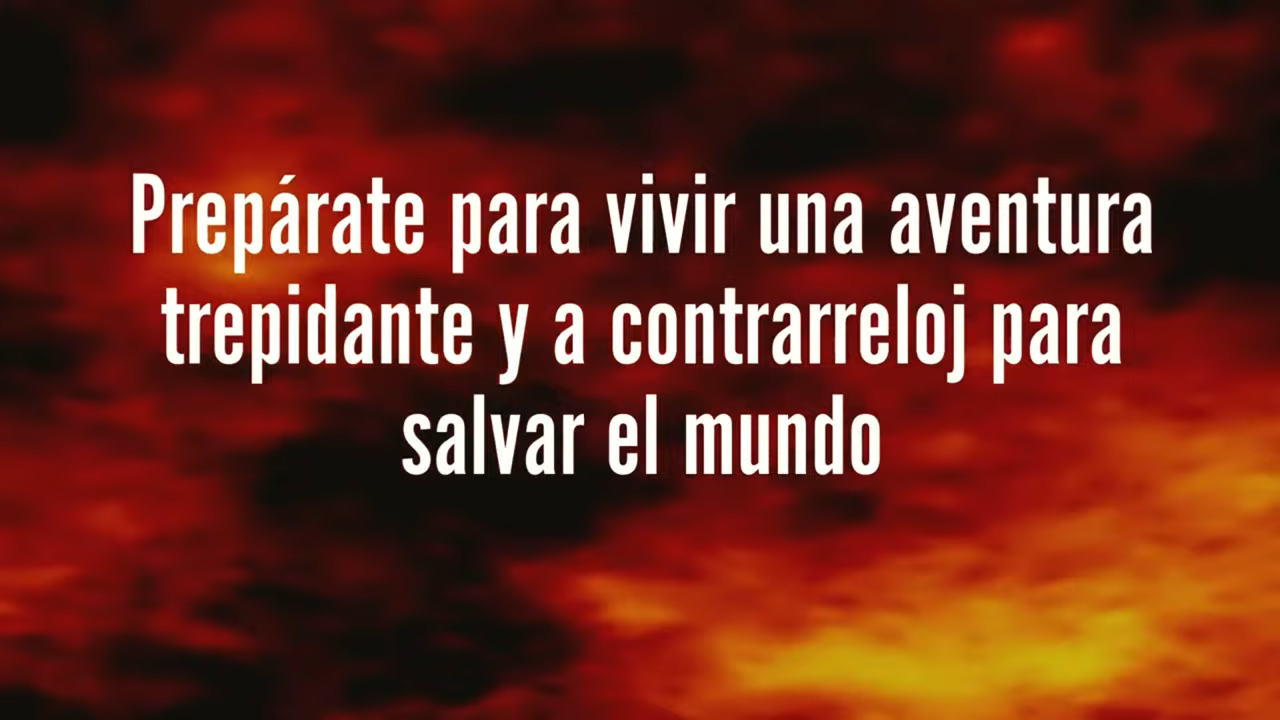 Prepárate para vivir una aventura
trepidante y a contrarreloj para
salvar el mundo